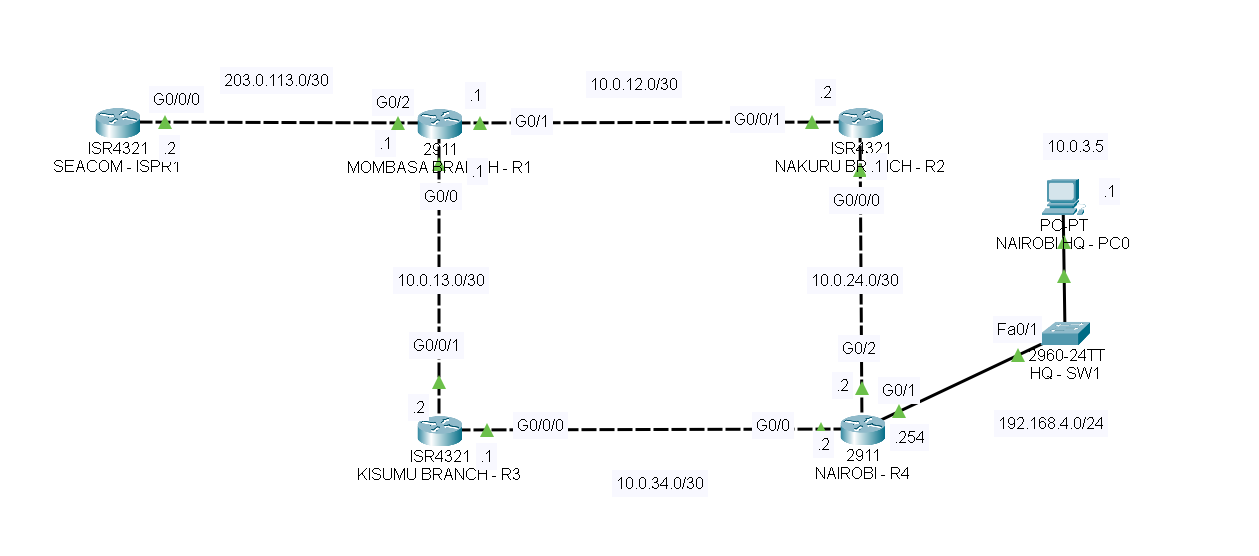 203.0.113.0/30
10.0.12.0/30
G0/0/0
G0/2
.1
G0/1
G0/0/1
.2
ISR4321
.2
SEACOM - ISPR1
.1
2911
MOMBASA
H - R1
.1
ISR4321
NAKURU BR
.1
ICH - R2
10.0.3.5
G0/0
G0/0/0
.1
PC-PT
NAIROBI HQ - PC0
10.0.13.0/30
10.0.24.0/30
G0/0/1
G0/2
Fa0/1
2960-24TT
HQ - SW1
.2
G0/0/0
G0/0
.2
G0/1
192.168.4.0/24
ISR4321
.1
KISUMU BRANCH - R3
.2
.254
2911
NAIROBI - R4
10.0.34.0/30